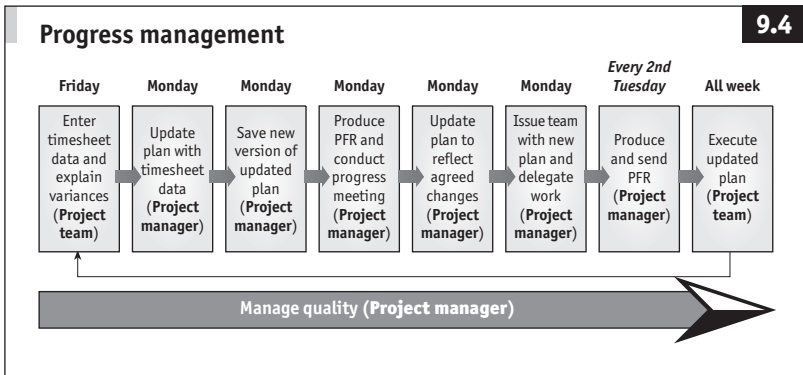 9.4
Progress management
Friday
Enter
timesheet
data and
explain
variances
(Project
team)
Monday
Update
plan with
timesheet
data
(Project
manager)
Monday
Save new
version of
updated
plan
(Project
manager)
Monday
Produce
PFR and
conduct
progress
meeting
(Project
manager)
Monday
Update
plan to
reflect
agreed
changes
(Project
manager)
Monday
Issue team
with new
plan and
delegate
work
(Project
manager)
Every 2nd
Tuesday
Produce
and send
PFR
(Project
manager)
All week
Execute
updated
plan
(Project
team)
Manage quality (Project manager)